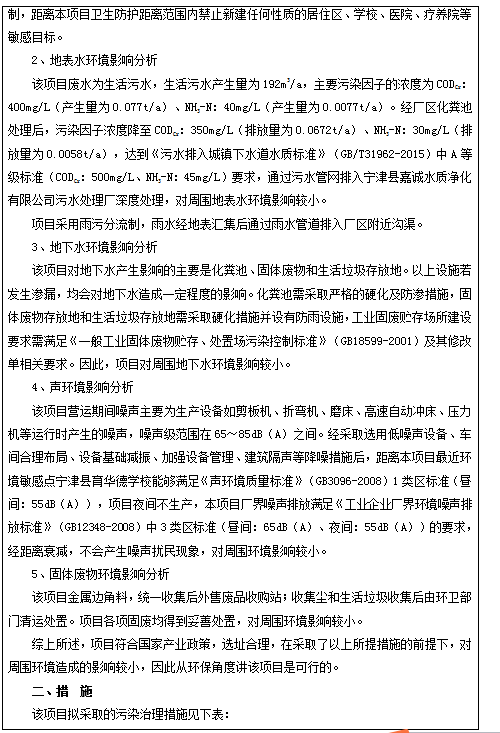 制，距离本项目卫生防护距离范围内禁止新建任何性质的居住区、学校、医院、疗养院等
敏感目标。
2、地表水环境影响分析
该项目废水为生活污水，生活污水产生量为192m³/a，主要污染因子的浓度为CODcr：
400mg/L（产生量为0.077t/a）、NH₃-N：40mg/L（产生量为0.0077t/a）。经厂区化粪池
处理后，污染因子浓度降至CODcr：350mg/L（排放量为0.0672t/a）、NH₃-N：30mg/L（排
放量为0.0058t/a），达到《污水排入城镇下水道水质标准》（GB/T31962-2015）中A等
级标准（CODcr：500mg/L、NH₃-N：45mg/L）要求，通过污水管网排入宁津县嘉诚水质净化
有限公司污水处理厂深度处理，对周围地表水环境影响较小。
项目采用雨污分流制，雨水经地表汇集后通过雨水管道排入厂区附近沟渠。
3、地下水环境影响分析
该项目对地下水产生影响的主要是化粪池、固体废物和生活垃圾存放地。以上设施若
发生渗漏，均会对地下水造成一定程度的影响。化粪池需采取严格的硬化及防渗措施，固
体废物存放地和生活垃圾存放地需采取硬化措施并设有防雨设施，工业固废贮存场所建设
要求需满足《一般工业固体废物贮存、处置场污染控制标准》（GB18599-2001）及其修改
单相关要求。因此，项目对周围地下水环境影响较小。
4、声环境影响分析
该项目营运期间噪声主要为生产设备如剪板机、折弯机、磨床、高速自动冲床、压力
机等运行时产生的噪声，噪声级范围在65～85dB（A）之间。经采取选用低噪声设备、车
间合理布局、设备基础减振、加强设备管理、建筑隔声等降噪措施后，距离本项目最近环
境敏感点宁津县育华德学校能够满足《声环境质量标准》（GB3096-2008）1类区标准（昼
间：55dB（A）），项目夜间不生产，本项目厂界噪声排放满足《工业企业厂界环境噪声排
放标准》（GB12348-2008）中3类区标准（昼间：65dB（A）、夜间：55dB（A））的要求，
经距离衰减，不会产生噪声扰民现象，对周围环境影响较小。
5、固体废物环境影响分析
该项目金属边角料，统一收集后外售废品收购站；收集尘和生活垃圾收集后由环卫部
门清运处置。项目各项固废均得到妥善处置，对周围环境影响较小。
综上所述，项目符合国家产业政策，选址合理，在采取了以上所提措施的前提下，对
周围环境造成的影响较小，因此从环保角度讲该项目是可行的。
二、措 施
该项目拟采取的污染治理措施见下表：